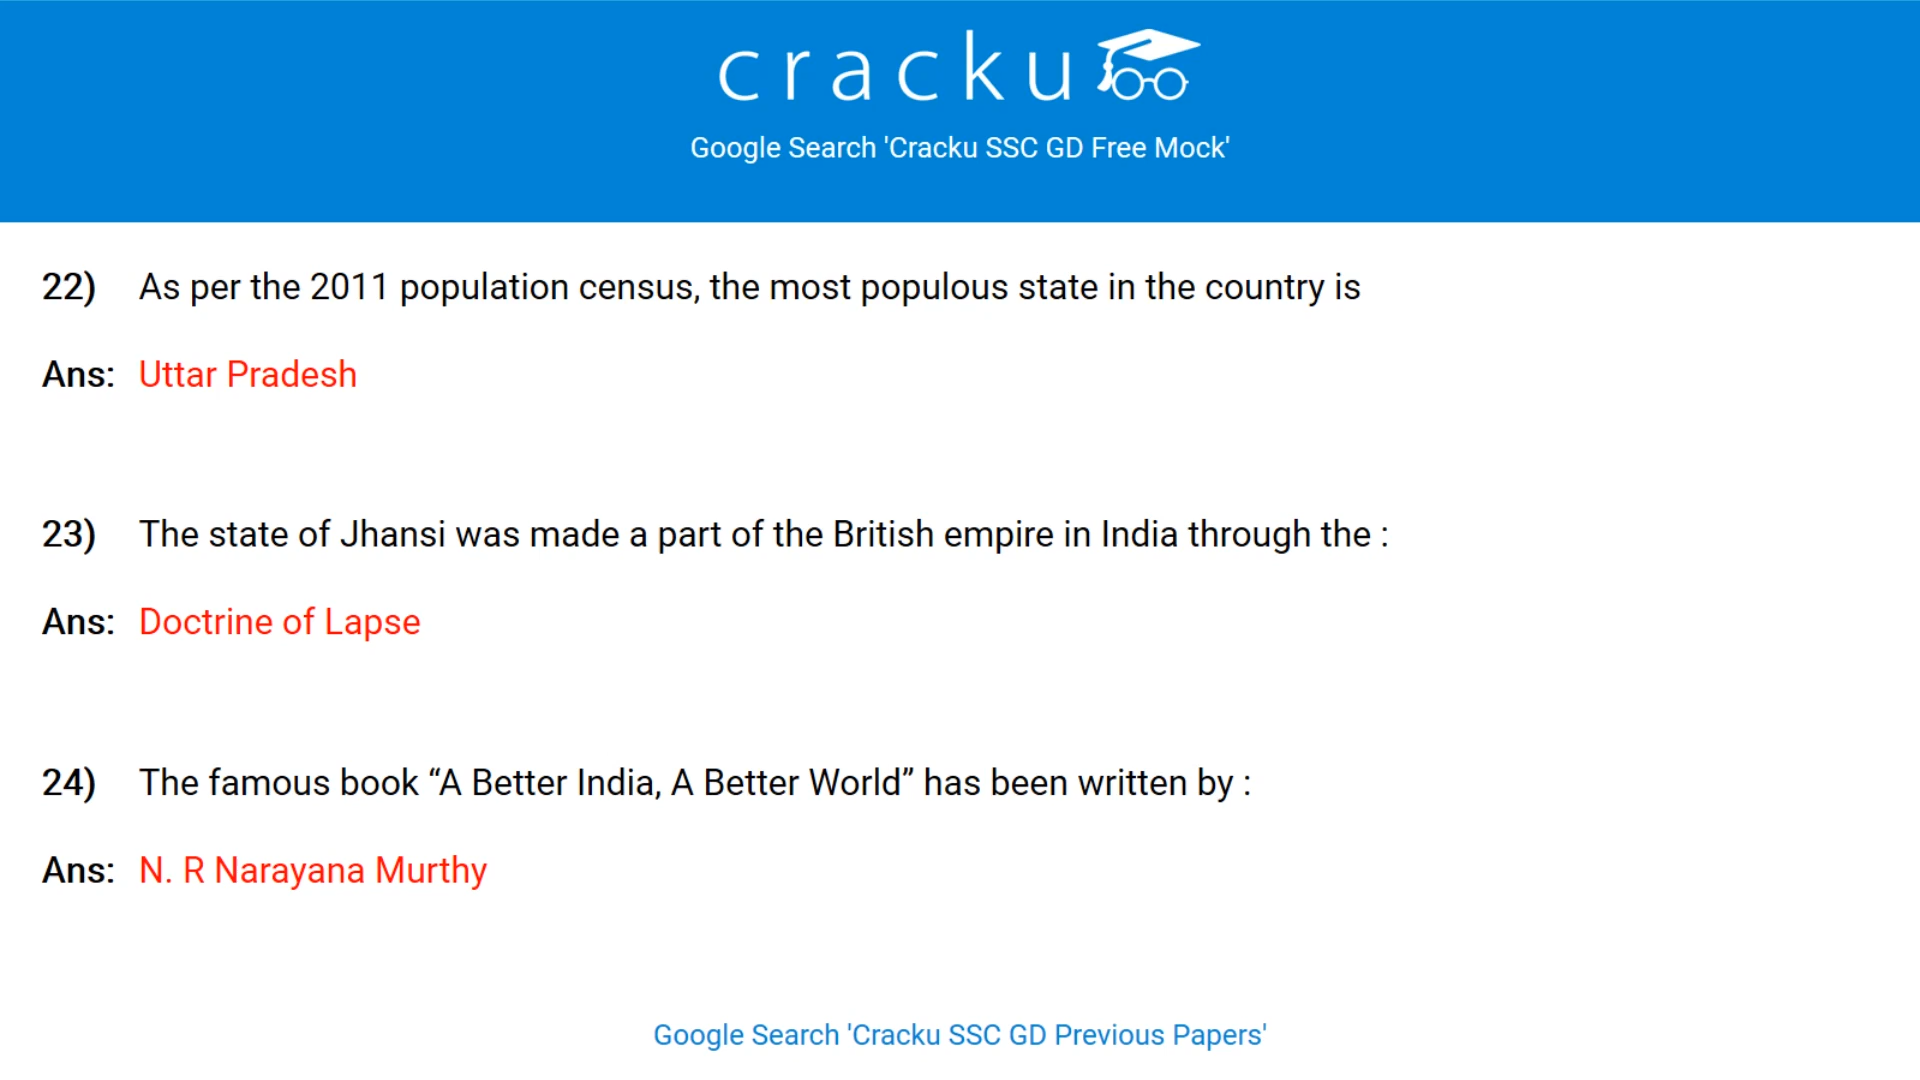 cracku
Google Search 'Cracku SSC GD Free Mock'
22) As per the 2011 population census, the most populous state in the country is
Ans: Uttar Pradesh
23) The state of Jhansi was made a part of the British empire in India through the :
Ans: Doctrine of Lapse
24) The famous book “A Better India, A Better World” has been written by :
Ans: N. R Narayana Murthy
Google Search 'Cracku SSC GD Previous Papers'